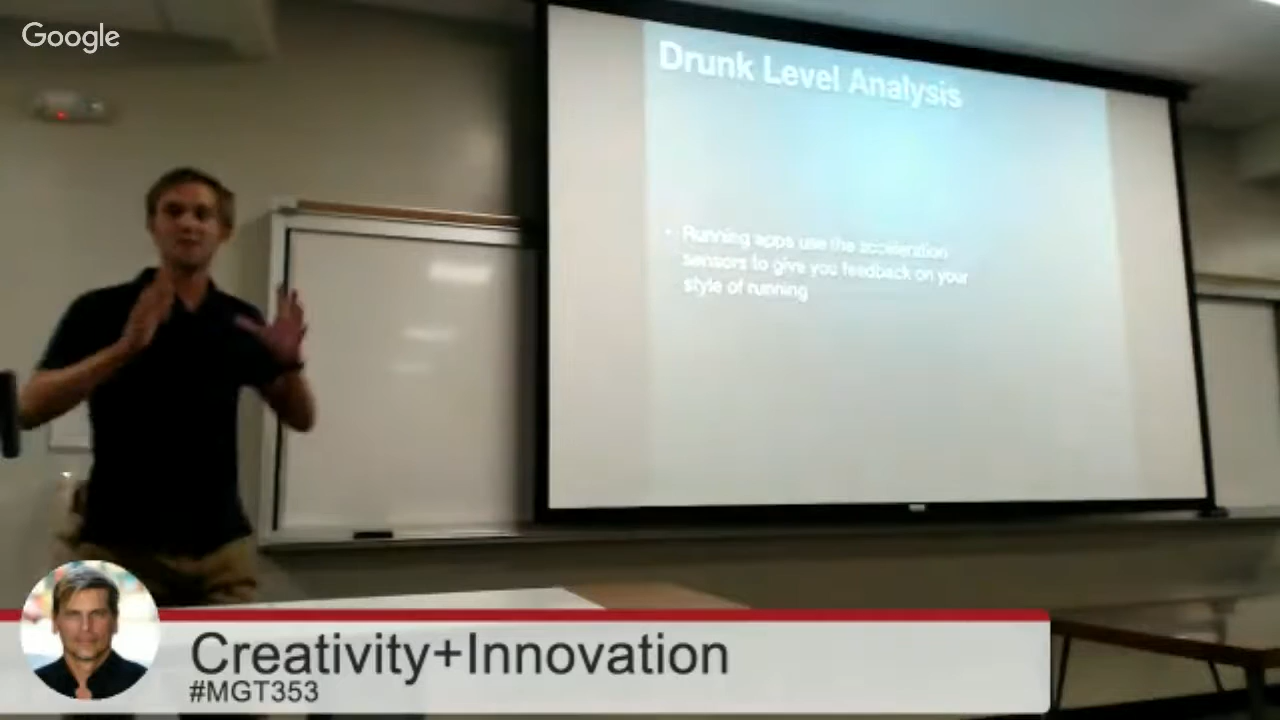 Google
Drunk Level Analysis
• Running apps use the acceleration
sensors to give you feedback on your
style of running
Creativity+Innovation
#MGT353